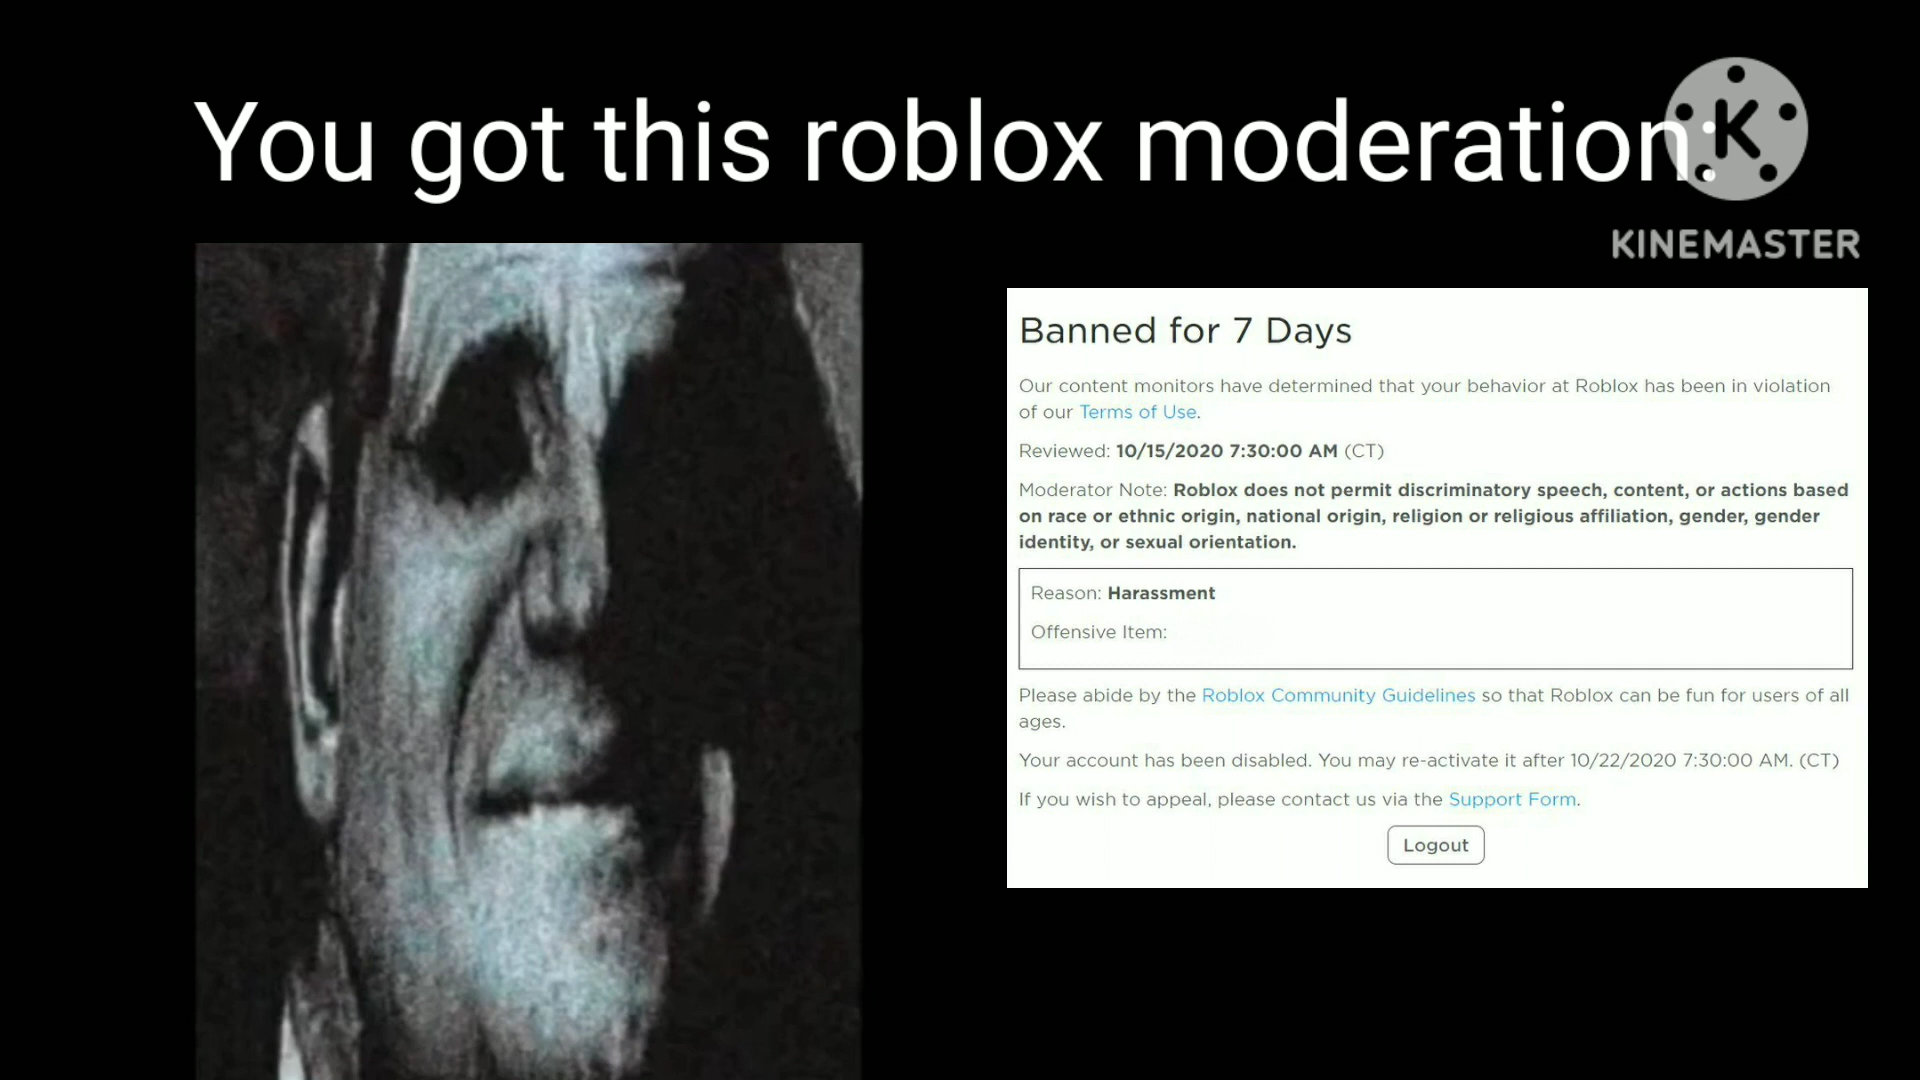 You got this roblox moderation:
K
KINEMASTER
Banned for 7 Days
Our content monitors have determined that your behavior at Roblox has been in violation
of our Terms of Use.
Reviewed: 10/15/2020 7:30:00 AM (CT)
Moderator Note: Roblox does not permit discriminatory speech, content, or actions based
on race or ethnic origin, national origin, religion or religious affiliation, gender, gender
identity, or sexual orientation.
Reason: Harassment
Offensive Item:
Please abide by the Roblox Community Guidelines so that Roblox can be fun for users of all
ages.
Your account has been disabled. You may re-activate it after 10/22/2020 7:30:00 AM. (CT)
If you wish to appeal, please contact us via the Support Form.
Logout